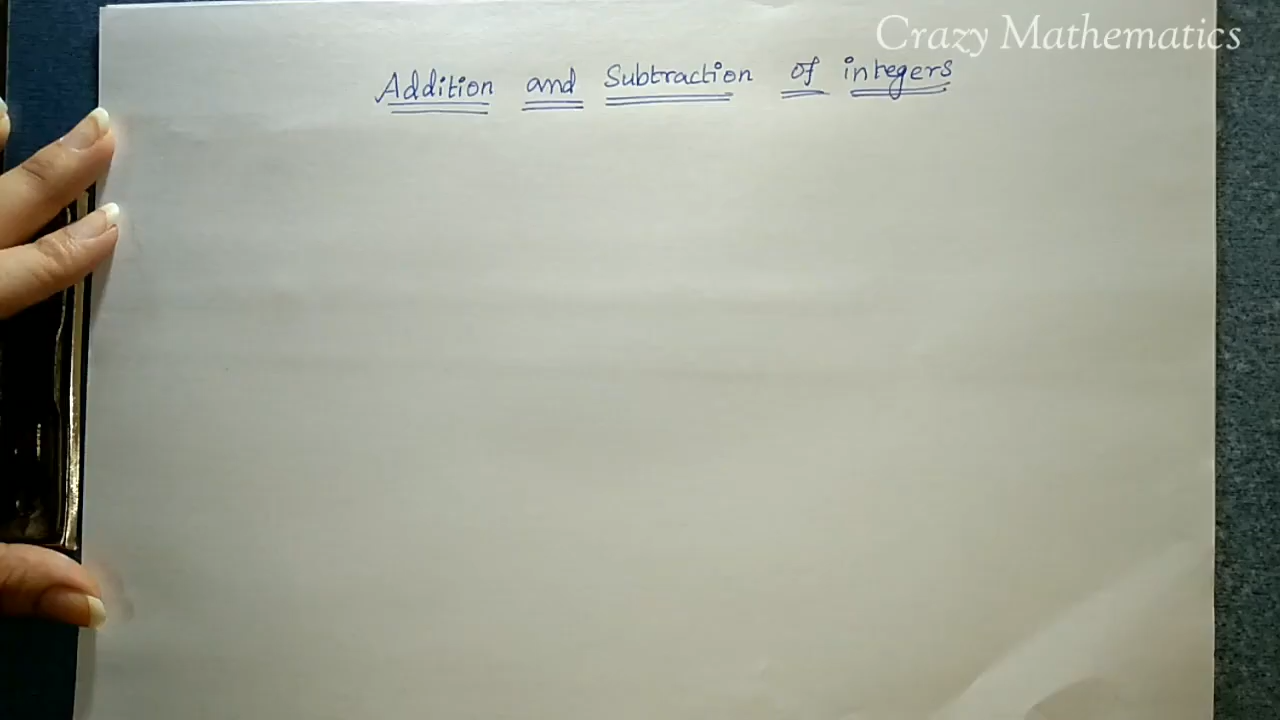 Crazy Mathematics
Addition and Subtraction of integers